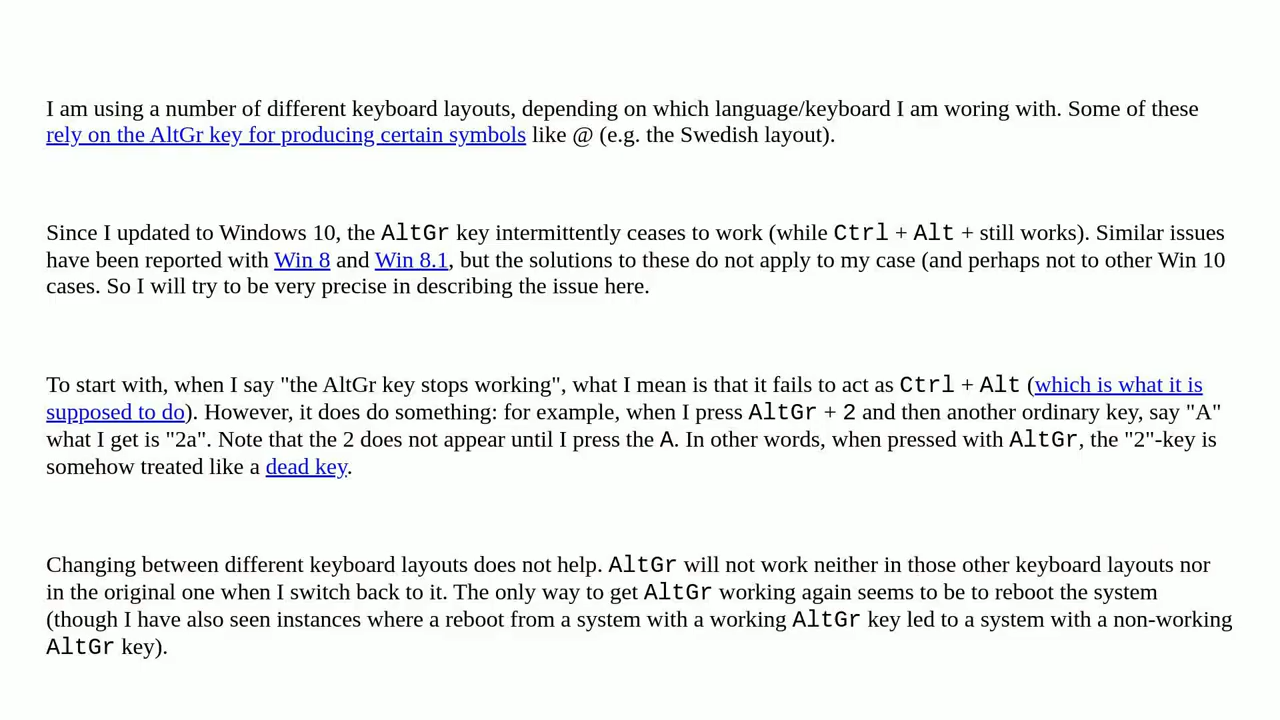 I am using a number of different keyboard layouts, depending on which language/keyboard I am woring with. Some of these
rely on the AltGr key for producing certain symbols like @ (e.g. the Swedish layout).
Since I updated to Windows 10, the AltGr key intermittently ceases to work (while Ctrl + Alt + still works). Similar issues
have been reported with Win 8 and Win 8.1, but the solutions to these do not apply to my case (and perhaps not to other Win 10
cases. So I will try to be very precise in describing the issue here.
To start with, when I say "the AltGr key stops working", what I mean is that it fails to act as Ctrl + Alt (which is what it is
supposed to do). However, it does do something: for example, when I press AltGr + 2 and then another ordinary key, say "A"
what I get is "2a". Note that the 2 does not appear until I press the A. In other words, when pressed with AltGr, the "2"-key is
somehow treated like a dead key.
Changing between different keyboard layouts does not help. AltGr will not work neither in those other keyboard layouts nor
in the original one when I switch back to it. The only way to get AltGr working again seems to be to reboot the system
(though I have also seen instances where a reboot from a system with a working AltGr key led to a system with a non-working
AltGr key).